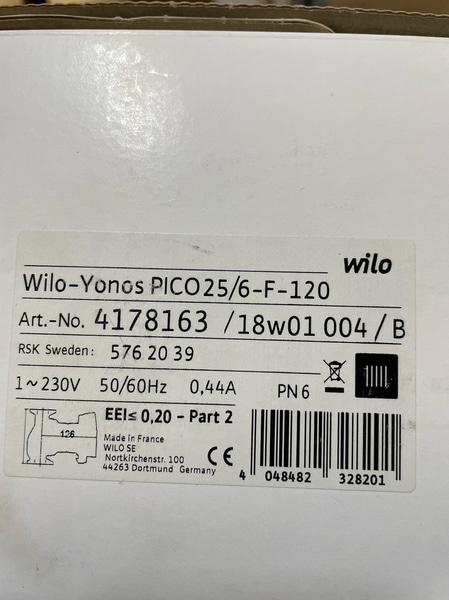 wilo
Wilo-Yonos PICO25/6-F-120
Art.-No. 4178163 /18w01 004/B
RSK Sweden: 576 20 39
1~230V 50/60Hz 0,44A PN 6
EEI≤ 0,20 - Part 2
126
Made in France
WILO SE
Nortkirchenstr. 100
44263 Dortmund Germany
CE
4 048482 328201